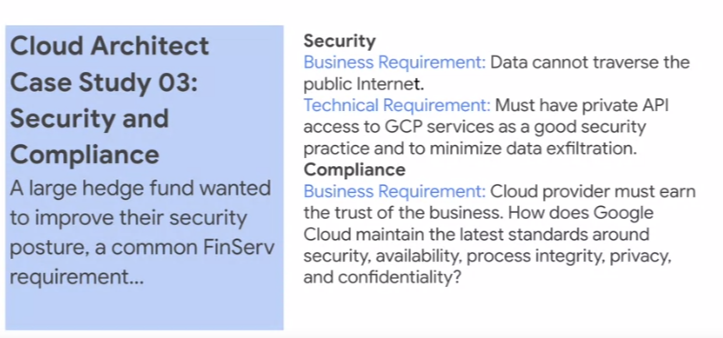 Cloud Architect
Case Study 03:
Security and
Compliance
A large hedge fund wanted
to improve their security
posture, a common FinServ
requirement...
Security
Business Requirement: Data cannot traverse the
public Internet.
Technical Requirement: Must have private API
access to GCP services as a good security
practice and to minimize data exfiltration.
Compliance
Business Requirement: Cloud provider must earn
the trust of the business. How does Google
Cloud maintain the latest standards around
security, availability, process integrity, privacy,
and confidentiality?